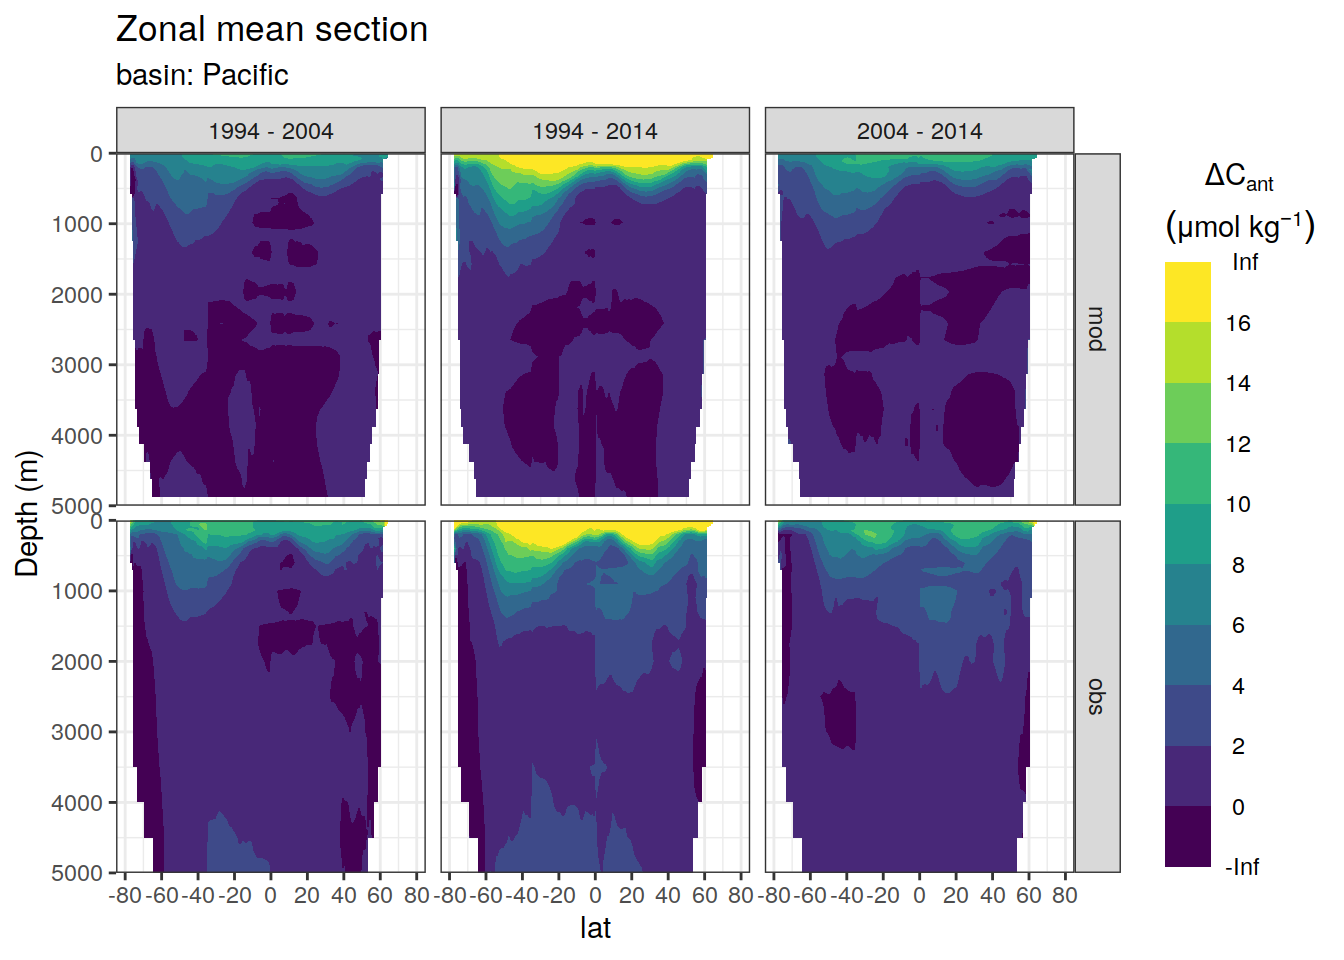 Zonal mean section
basin: Pacific
1994 - 2004
1994 - 2014
2004 - 2014
0
1000
2000
3000
4000
5000
mod
0
1000
2000
3000
4000
5000
obs
Depth (m)
-80 -60 -40 -20 0 20 40 60 80
-80 -60 -40 -20 0 20 40 60 80
-80 -60 -40 -20 0 20 40 60 80
lat
ΔCant
(μmol kg⁻¹)
Inf
16
14
12
10
8
6
4
2
0
-Inf